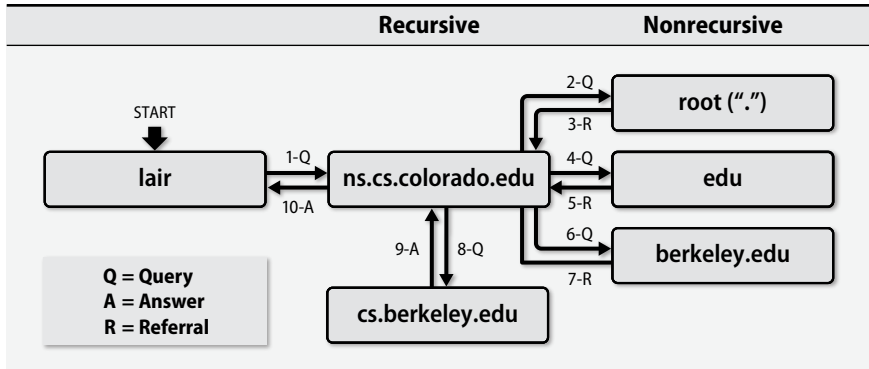 Recursive Nonrecursive
2-Q
root (“.”)
3-R
START
lair
1-Q
10-A
ns.cs.colorado.edu
4-Q
5-R
edu
6-Q
7-R
berkeley.edu
9-A
8-Q
cs.berkeley.edu
Q = Query
A = Answer
R = Referral